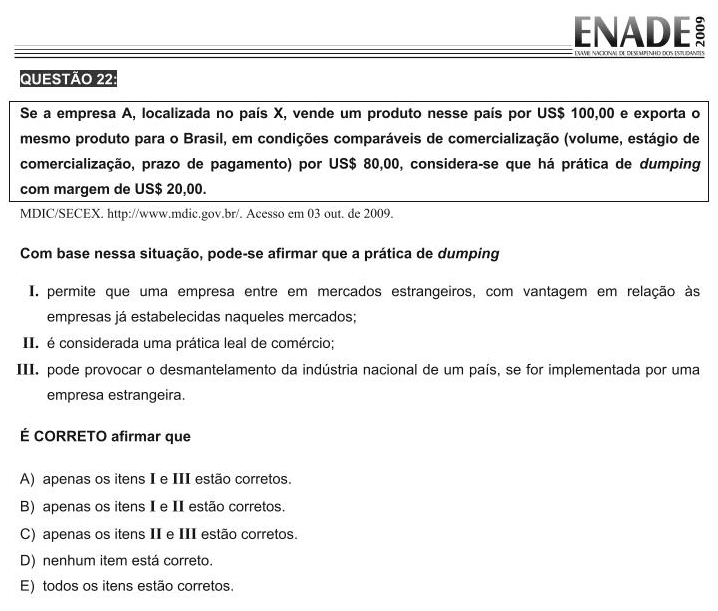 ENADE 2009
EXAME NACIONAL DE DESEMPENHO DOS ESTUDANTES
QUESTÃO 22:
Se a empresa A, localizada no país X, vende um produto nesse país por US$ 100,00 e exporta o
mesmo produto para o Brasil, em condições comparáveis de comercialização (volume, estágio de
comercialização, prazo de pagamento) por US$ 80,00, considera-se que há prática de dumping
com margem de US$ 20,00.
MDIC/SECEX. http://www.mdic.gov.br/. Acesso em 03 out. de 2009.
Com base nessa situação, pode-se afirmar que a prática de dumping
I. permite que uma empresa entre em mercados estrangeiros, com vantagem em relação às
empresas já estabelecidas naqueles mercados;
II. é considerada uma prática leal de comércio;
III. pode provocar o desmantelamento da indústria nacional de um país, se for implementada por uma
empresa estrangeira.
É CORRETO afirmar que
A) apenas os itens I e III estão corretos.
B) apenas os itens I e II estão corretos.
C) apenas os itens II e III estão corretos.
D) nenhum item está correto.
E) todos os itens estão corretos.